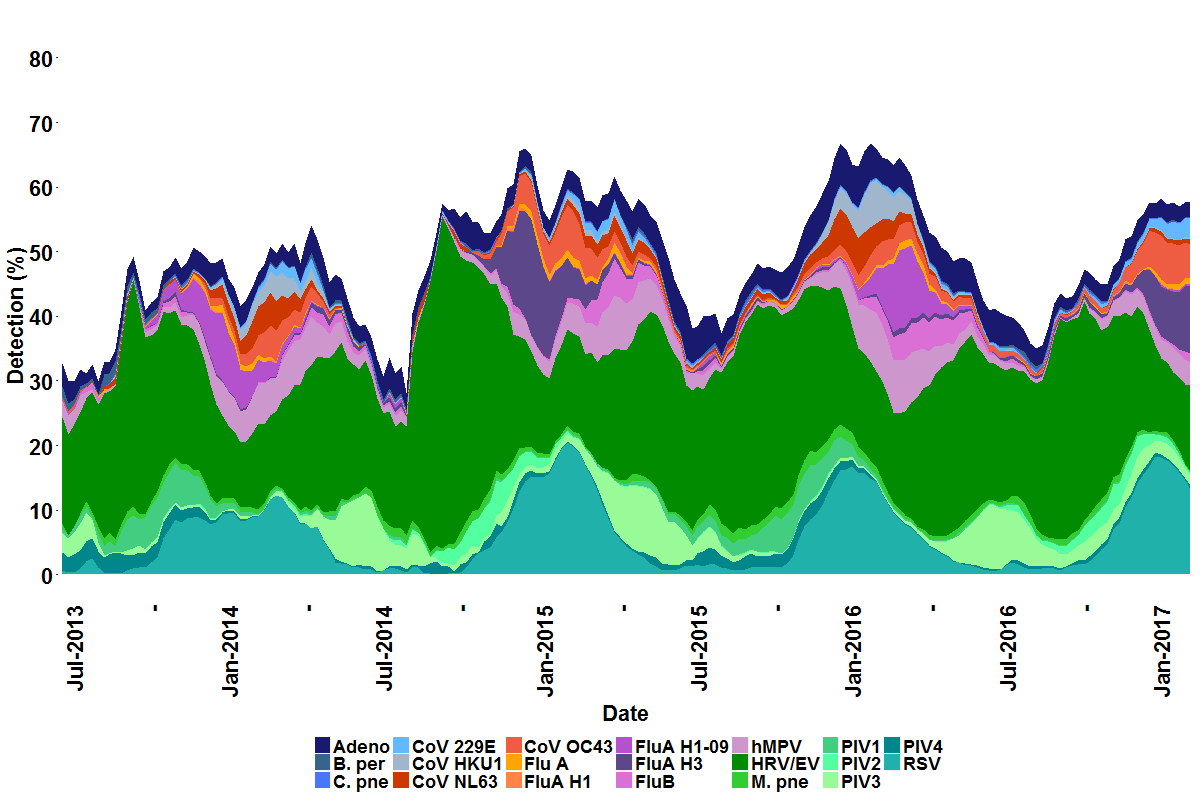 80
70
60
50
40
30
20
10
0
Detection (%)
Jul-2013
-
Jan-2014
-
Jul-2014
-
Jan-2015
-
Jul-2015
-
Jan-2016
-
Jul-2016
-
Jan-2017
Date
Adeno CoV 229E CoV OC43 FluA H1-09 hMPV PIV1 PIV4
B. per CoV HKU1 Flu A FluA H3 HRV/EV PIV2 RSV
C. pne CoV NL63 FluA H1 FluB M. pne PIV3